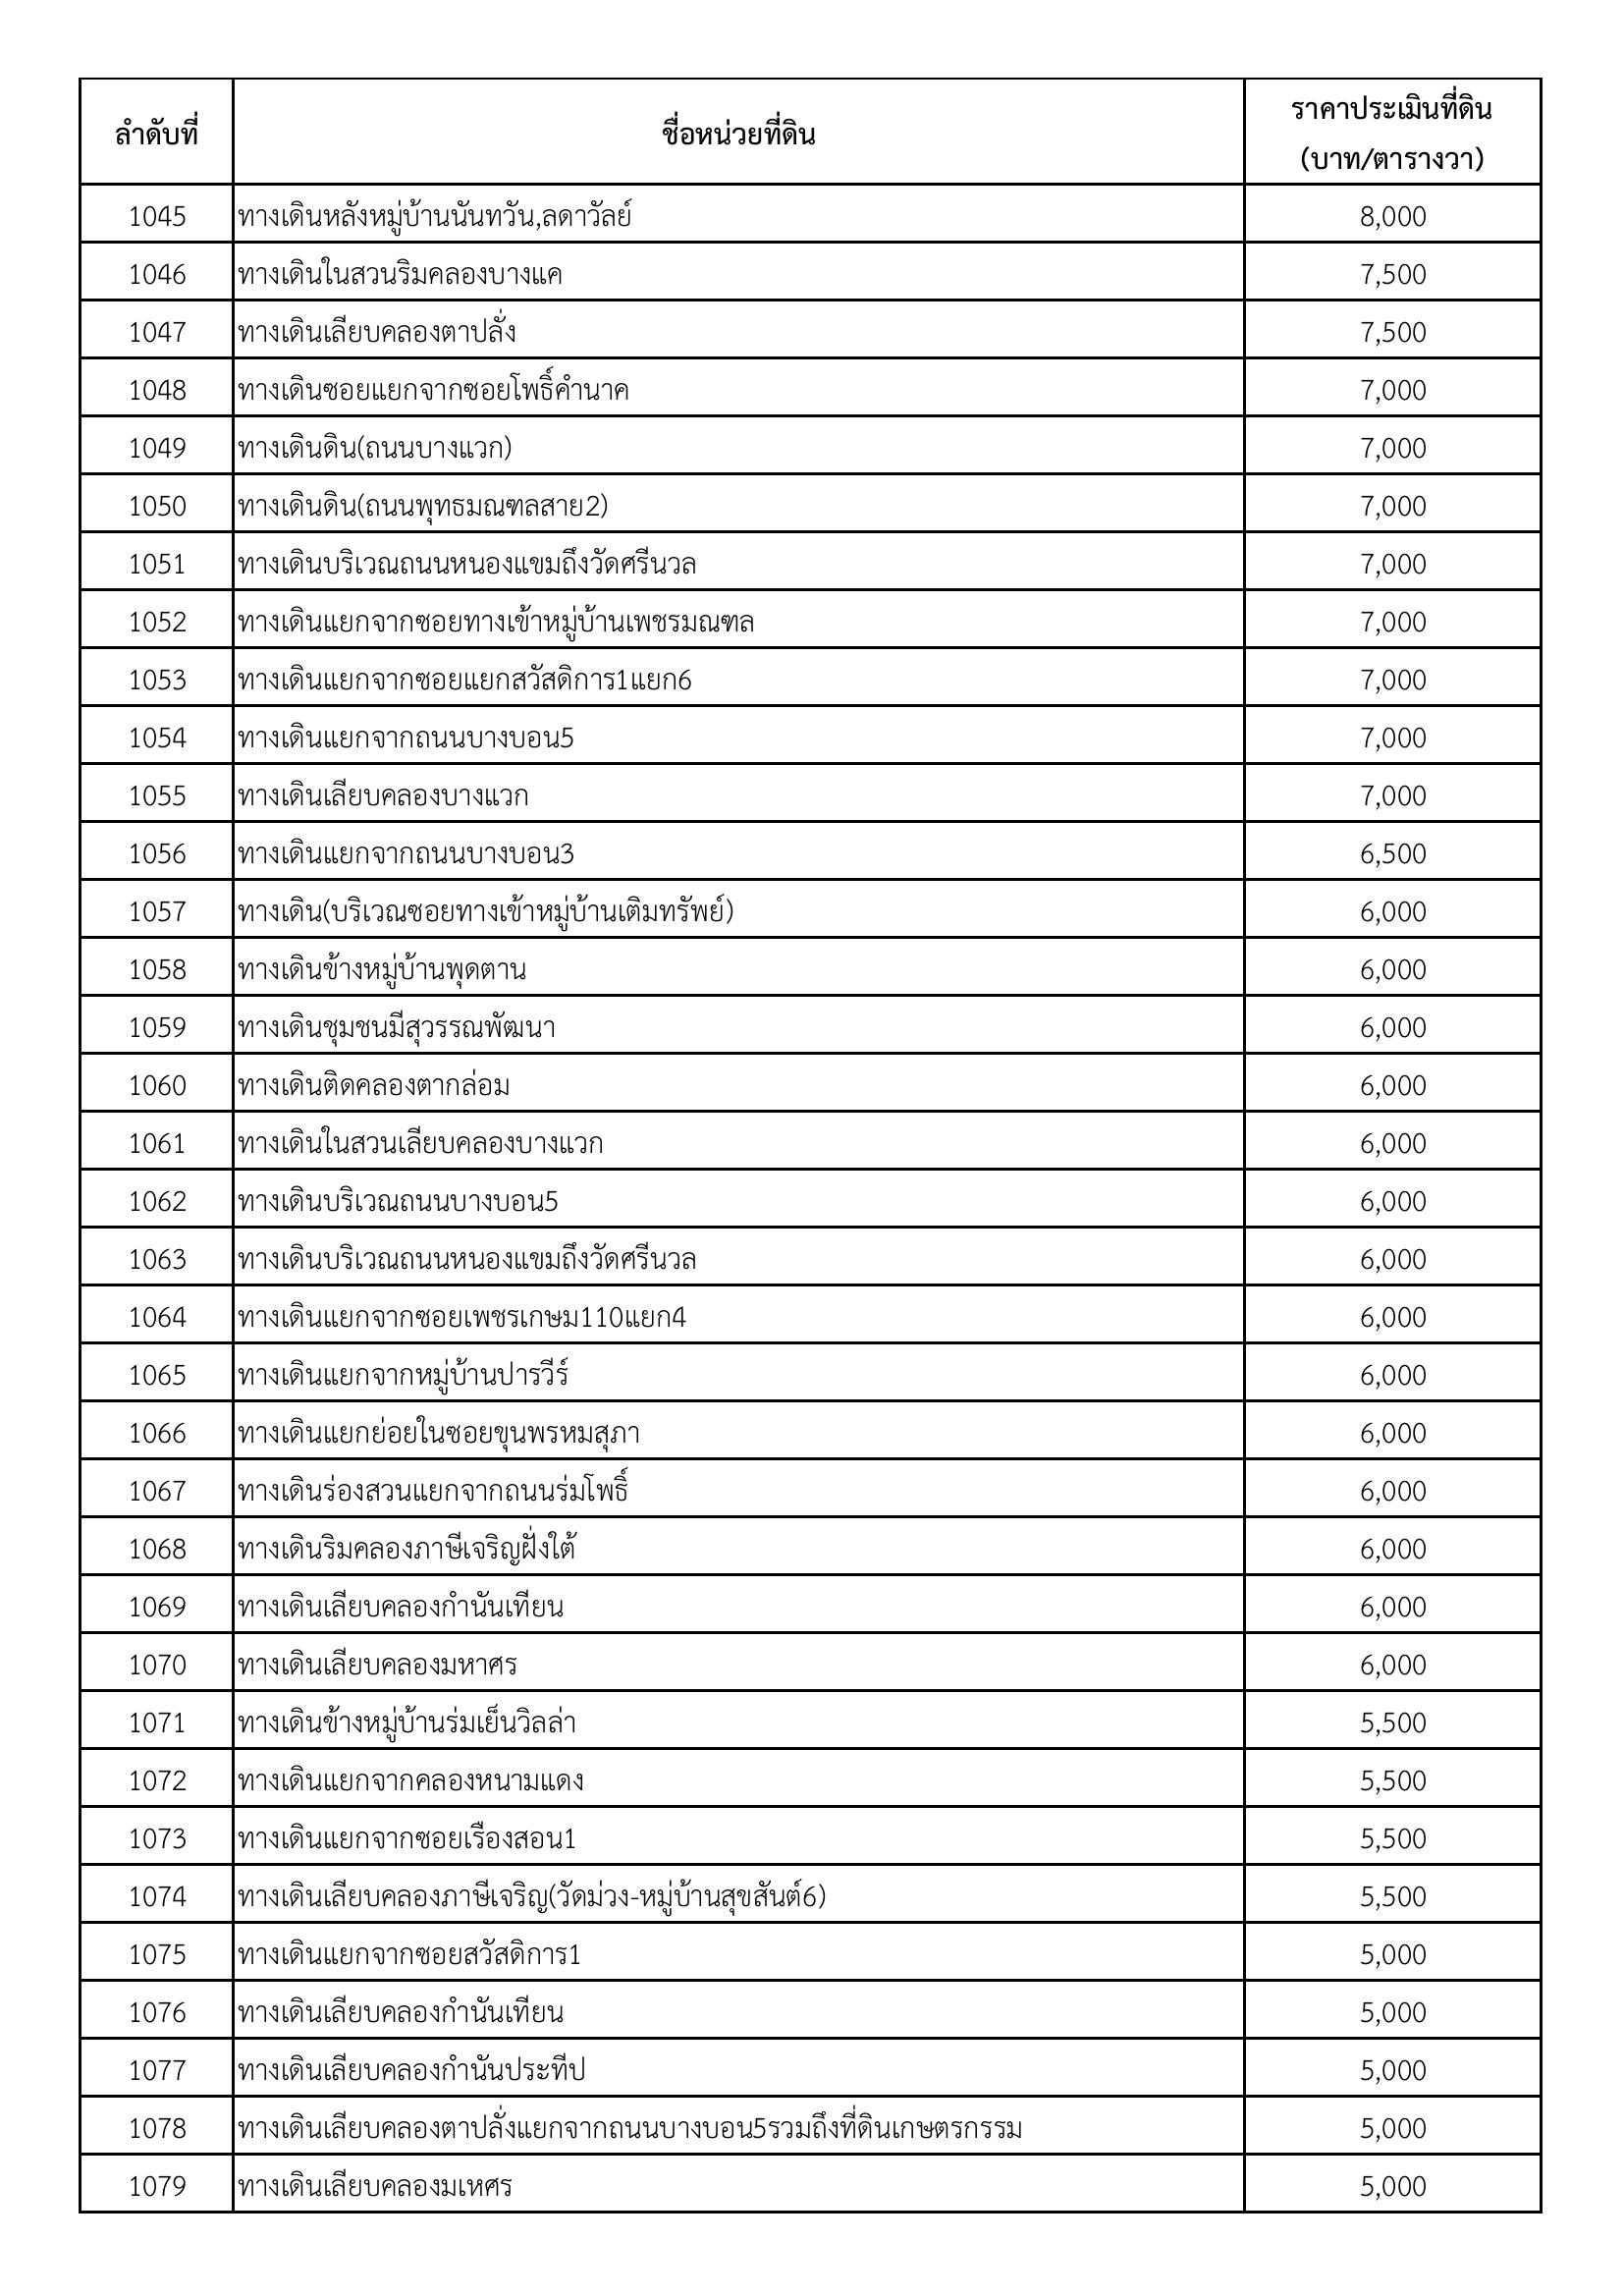 ลำดับที่ ชื่อหน่วยที่ดิน ราคาประเมินที่ดิน
(บาท/ตารางวา)
1045 ทางเดินหลังหมู่บ้านนันทวัน,ลดาวัลย์ 8,000
1046 ทางเดินในสวนริมคลองบางแค 7,500
1047 ทางเดินเลียบคลองตาปลั่ง 7,500
1048 ทางเดินซอยแยกจากซอยโพธิ์คำนาค 7,000
1049 ทางเดินดิน(ถนนบางแวก) 7,000
1050 ทางเดินดิน(ถนนพุทธมณฑลสาย2) 7,000
1051 ทางเดินบริเวณถนนหนองแขมถึงวัดศรีนวล 7,000
1052 ทางเดินแยกจากซอยทางเข้าหมู่บ้านเพชรมณฑล 7,000
1053 ทางเดินแยกจากซอยแยกสวัสดิการ1แยก6 7,000
1054 ทางเดินแยกจากถนนบางบอน5 7,000
1055 ทางเดินเลียบคลองบางแวก 7,000
1056 ทางเดินแยกจากถนนบางบอน3 6,500
1057 ทางเดิน(บริเวณซอยทางเข้าหมู่บ้านเติมทรัพย์) 6,000
1058 ทางเดินข้างหมู่บ้านพุดตาน 6,000
1059 ทางเดินชุมชนมีสุวรรณพัฒนา 6,000
1060 ทางเดินติดคลองตากล่อม 6,000
1061 ทางเดินในสวนเลียบคลองบางแวก 6,000
1062 ทางเดินบริเวณถนนบางบอน5 6,000
1063 ทางเดินบริเวณถนนหนองแขมถึงวัดศรีนวล 6,000
1064 ทางเดินแยกจากซอยเพชรเกษม110แยก4 6,000
1065 ทางเดินแยกจากหมู่บ้านปารวีร์ 6,000
1066 ทางเดินแยกย่อยในซอยขุนพรหมสุภา 6,000
1067 ทางเดินร่องสวนแยกจากถนนร่มโพธิ์ 6,000
1068 ทางเดินริมคลองภาษีเจริญฝั่งใต้ 6,000
1069 ทางเดินเลียบคลองกำนันเทียน 6,000
1070 ทางเดินเลียบคลองมหาศร 6,000
1071 ทางเดินข้างหมู่บ้านร่มเย็นวิลล่า 5,500
1072 ทางเดินแยกจากคลองหนามแดง 5,500
1073 ทางเดินแยกจากซอยเรืองสอน1 5,500
1074 ทางเดินเลียบคลองภาษีเจริญ(วัดม่วง-หมู่บ้านสุขสันต์6) 5,500
1075 ทางเดินแยกจากซอยสวัสดิการ1 5,000
1076 ทางเดินเลียบคลองกำนันเทียน 5,000
1077 ทางเดินเลียบคลองกำนันประทีป 5,000
1078 ทางเดินเลียบคลองตาปลั่งแยกจากถนนบางบอน5รวมถึงที่ดินเกษตรกรรม 5,000
1079 ทางเดินเลียบคลองมเหศร 5,000